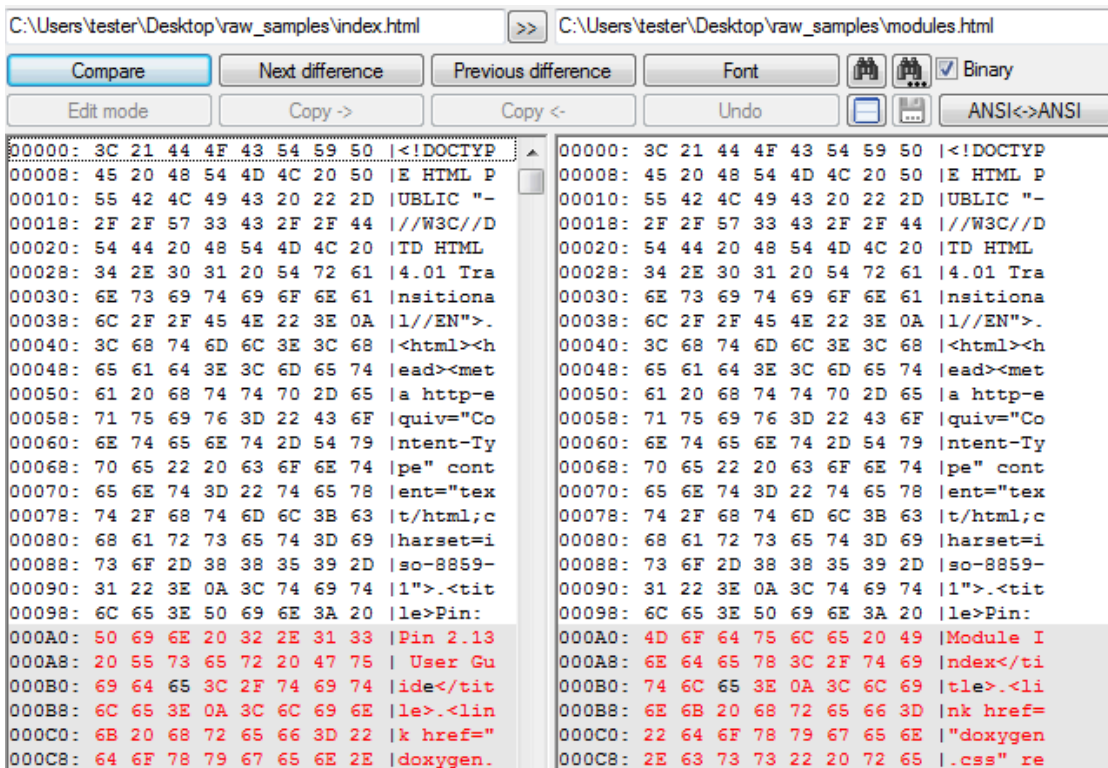 C:\Users\tester\Desktop\raw_samples\index.html >> C:\Users\tester\Desktop\raw_samples\modules.html
Compare Next difference Previous difference Font Binary
Edit mode Copy -> Copy <- Undo ANSI<->ANSI
00000: 3C 21 44 4F 43 54 59 50 |<!DOCTYP 00000: 3C 21 44 4F 43 54 59 50 |<!DOCTYP
00008: 45 20 48 54 4D 4C 20 50 |E HTML P 00008: 45 20 48 54 4D 4C 20 50 |E HTML P
00010: 55 42 4C 49 43 20 22 2D |UBLIC "- 00010: 55 42 4C 49 43 20 22 2D |UBLIC "-
00018: 2F 2F 57 33 43 2F 2F 44 |//W3C//D 00018: 2F 2F 57 33 43 2F 2F 44 |//W3C//D
00020: 54 44 20 48 54 4D 4C 20 |TD HTML 00020: 54 44 20 48 54 4D 4C 20 |TD HTML
00028: 34 2E 30 31 20 54 72 61 |4.01 Tra 00028: 34 2E 30 31 20 54 72 61 |4.01 Tra
00030: 6E 73 69 74 69 6F 6E 61 |nsitiona 00030: 6E 73 69 74 69 6F 6E 61 |nsitiona
00038: 6C 2F 2F 45 4E 22 3E 0A |l//EN">. 00038: 6C 2F 2F 45 4E 22 3E 0A |l//EN">.
00040: 3C 68 74 6D 6C 3E 3C 68 |<html><h 00040: 3C 68 74 6D 6C 3E 3C 68 |<html><h
00048: 65 61 64 3E 3C 6D 65 74 |ead><met 00048: 65 61 64 3E 3C 6D 65 74 |ead><met
00050: 61 20 68 74 74 70 2D 65 |a http-e 00050: 61 20 68 74 74 70 2D 65 |a http-e
00058: 71 75 69 76 3D 22 43 6F |quiv="Co 00058: 71 75 69 76 3D 22 43 6F |quiv="Co
00060: 6E 74 65 6E 74 2D 54 79 |ntent-Ty 00060: 6E 74 65 6E 74 2D 54 79 |ntent-Ty
00068: 70 65 22 20 63 6F 6E 74 |pe" cont 00068: 70 65 22 20 63 6F 6E 74 |pe" cont
00070: 65 6E 74 3D 22 74 65 78 |ent="tex 00070: 65 6E 74 3D 22 74 65 78 |ent="tex
00078: 74 2F 68 74 6D 6C 3B 63 |t/html;c 00078: 74 2F 68 74 6D 6C 3B 63 |t/html;c
00080: 68 61 72 73 65 74 3D 69 |harset=i 00080: 68 61 72 73 65 74 3D 69 |harset=i
00088: 73 6F 2D 38 38 35 39 2D |so-8859- 00088: 73 6F 2D 38 38 35 39 2D |so-8859-
00090: 31 22 3E 0A 3C 74 69 74 |1">.<tit 00090: 31 22 3E 0A 3C 74 69 74 |1">.<tit
00098: 6C 65 3E 50 69 6E 3A 20 |le>Pin: 00098: 6C 65 3E 50 69 6E 3A 20 |le>Pin:
000A0: 50 69 6E 20 32 2E 31 33 |Pin 2.13 000A0: 4D 6F 64 75 6C 65 20 49 |Module I
000A8: 20 55 73 65 72 20 47 75 | User Gu 000A8: 6E 64 65 78 3C 2F 74 69 |ndex</ti
000B0: 69 64 65 3C 2F 74 69 74 |ide</tit 000B0: 74 6C 65 3E 0A 3C 6C 69 |tle>.<li
000B8: 6C 65 3E 0A 3C 6C 69 6E |le>.<lin 000B8: 6E 6B 20 68 72 65 66 3D |nk href=
000C0: 6B 20 68 72 65 66 3D 22 |k href=" 000C0: 22 64 6F 78 79 67 65 6E |"doxygen
000C8: 64 6F 78 79 67 65 6E 2E |doxygen. 000C8: 2E 63 73 73 22 20 72 65 |.css" re